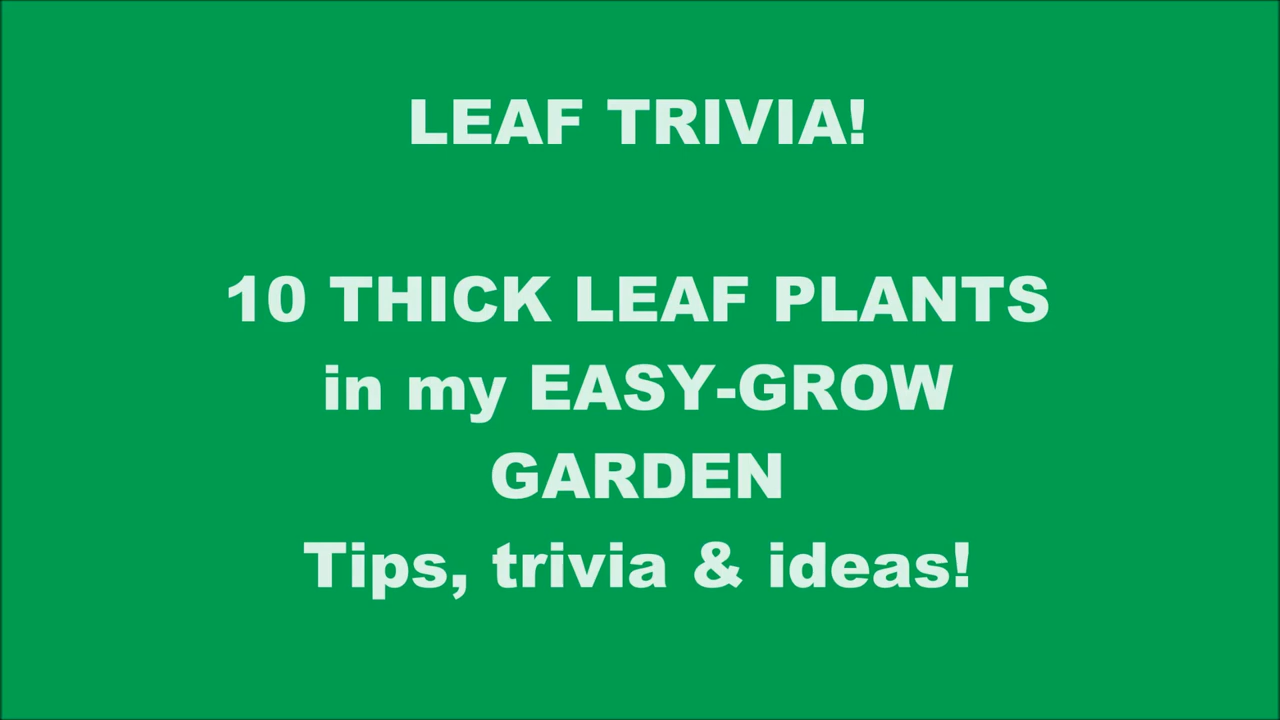 LEAF TRIVIA!
10 THICK LEAF PLANTS
in my EASY-GROW
GARDEN
Tips, trivia & ideas!